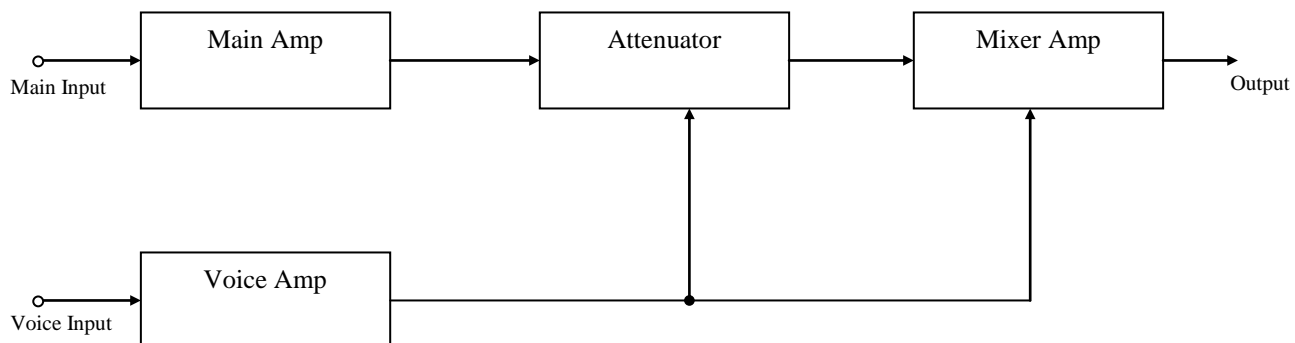 Main Amp
Attenuator
Mixer Amp
Main Input
Output
Voice Amp
Voice Input